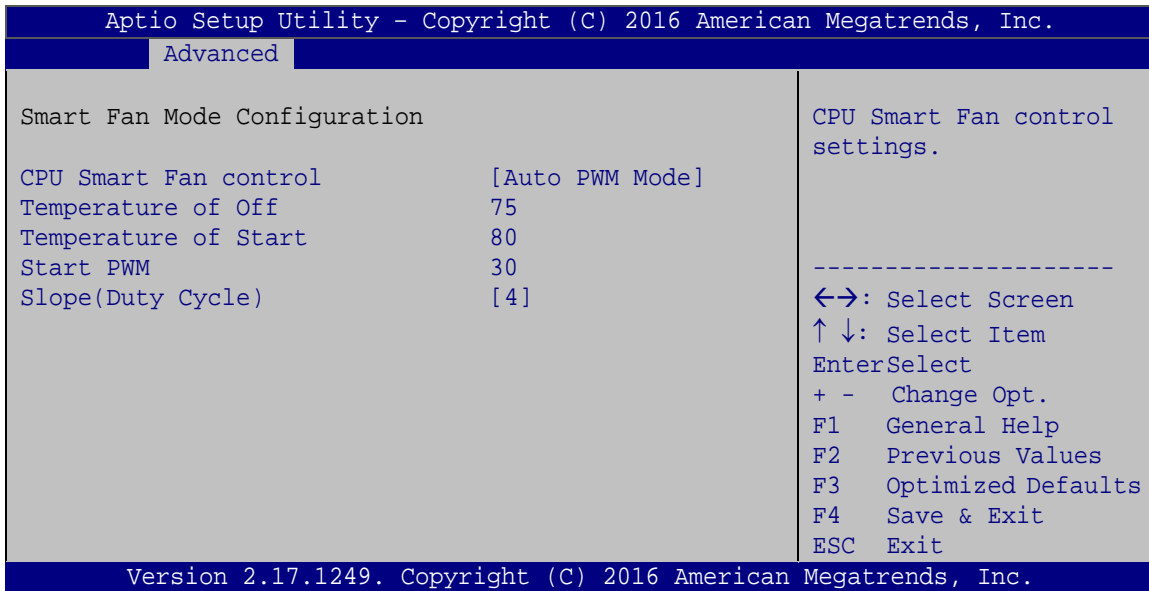 Aptio Setup Utility – Copyright (C) 2016 American Megatrends, Inc.
Advanced
Smart Fan Mode Configuration
CPU Smart Fan control [Auto PWM Mode]
Temperature of Off 75
Temperature of Start 80
Start PWM 30
Slope(Duty Cycle) [4]
CPU Smart Fan control
settings.
---------------------
←→: Select Screen
↑ ↓: Select Item
EnterSelect
+ - Change Opt.
F1 General Help
F2 Previous Values
F3 Optimized Defaults
F4 Save & Exit
ESC Exit
Version 2.17.1249. Copyright (C) 2016 American Megatrends, Inc.